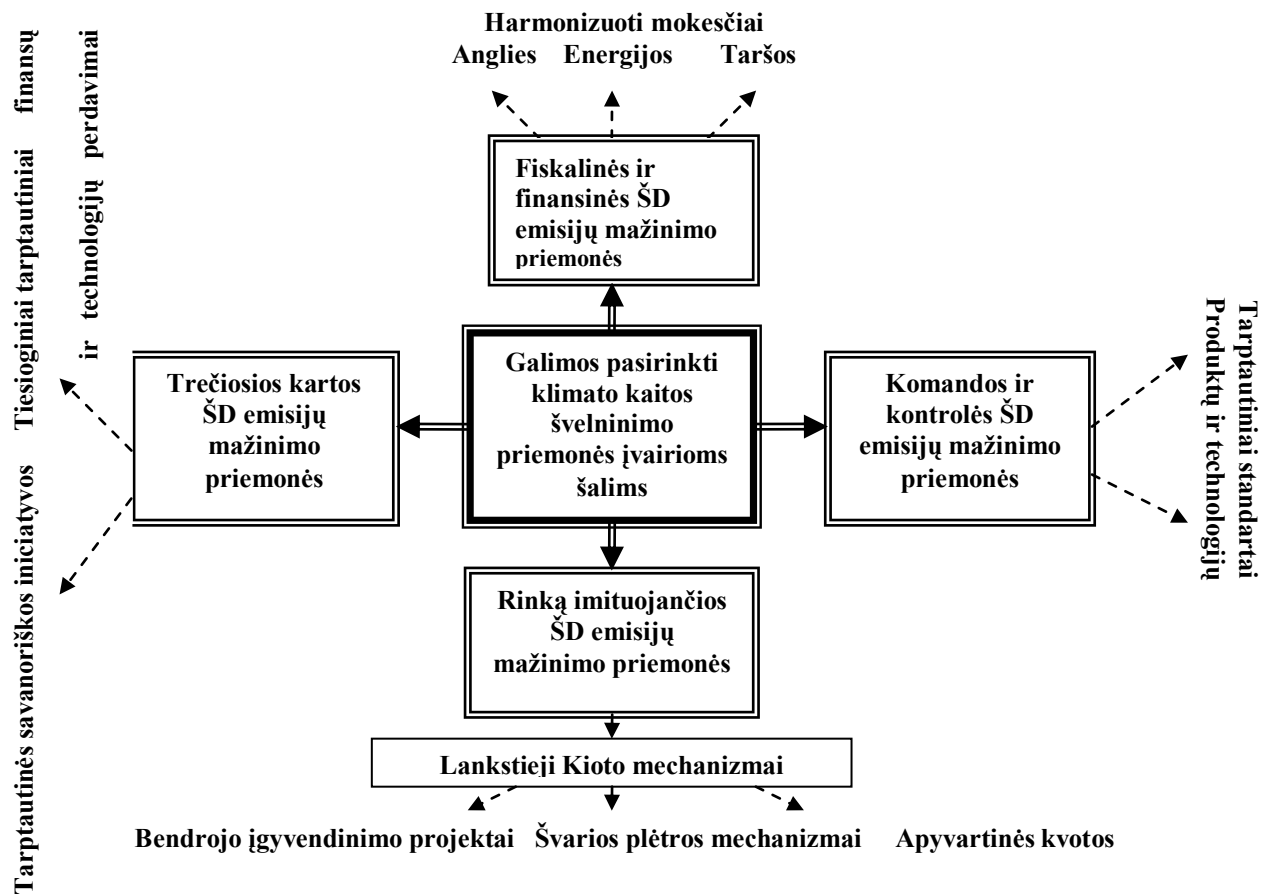 Harmonizuoti mokesčiai
Anglies Energijos Taršos
Fiskalinės ir
finansinės ŠD
emisijų mažinimo
priemonės
Tiesioginiai tarptautiniai finansų
ir technologijų perdavimai
Tarptautinės savanoriškos iniciatyvos
Trečiosios kartos
ŠD emisijų
mažinimo
priemonės
Galimos pasirinkti
klimato kaitos
švelninimo
priemonės įvairioms
šalims
Komandos ir
kontrolės ŠD
emisijų mažinimo
priemonės
Tarptautiniai standartai
Produktų ir technologijų
Rinką imituojančios
ŠD emisijų
mažinimo priemonės
Lankstieji Kioto mechanizmai
Bendrojo įgyvendinimo projektai Švarios plėtros mechanizmai Apyvartinės kvotos